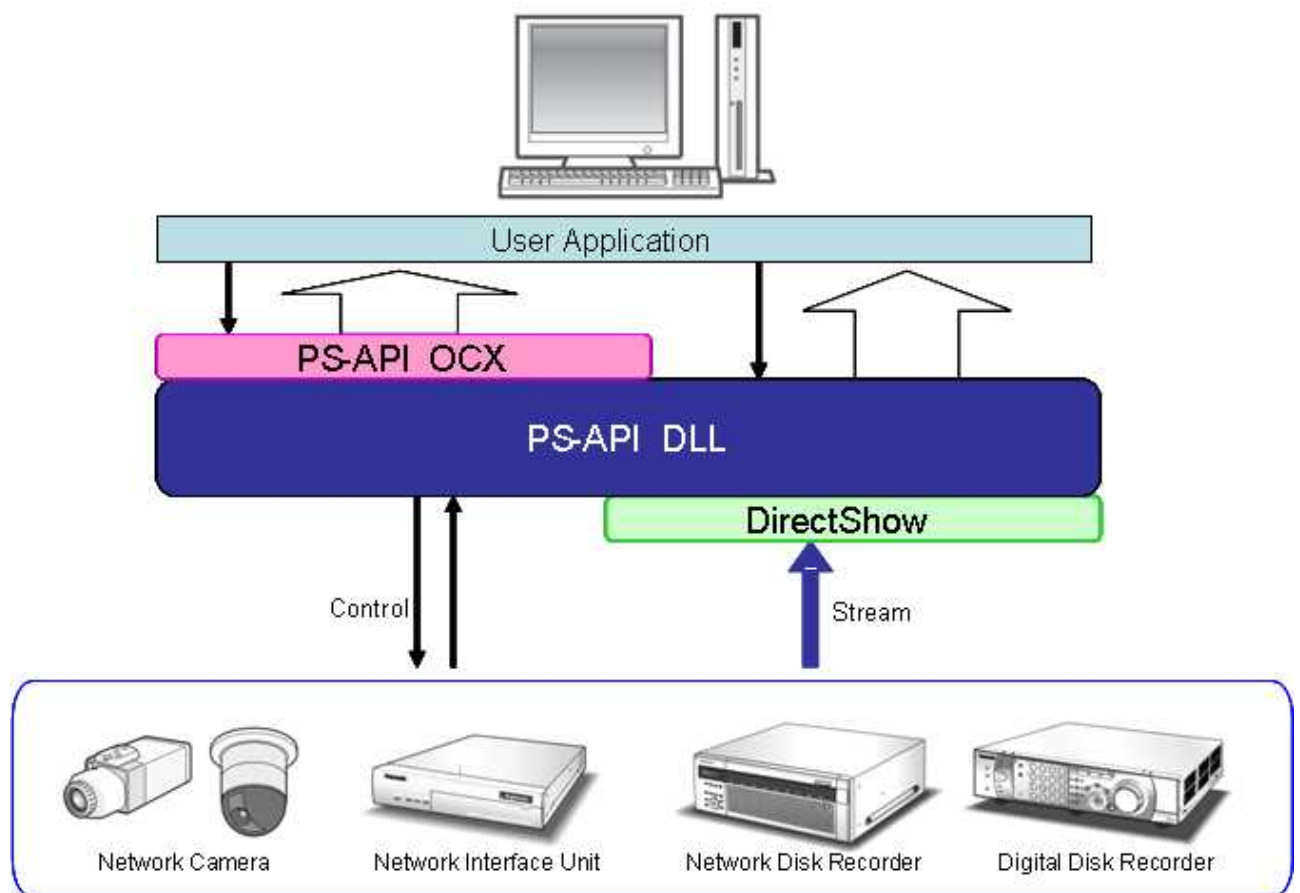 User Application
PS-API OCX
PS-API DLL
DirectShow
Control
Stream
Network Camera
Network Interface Unit
Network Disk Recorder
Digital Disk Recorder